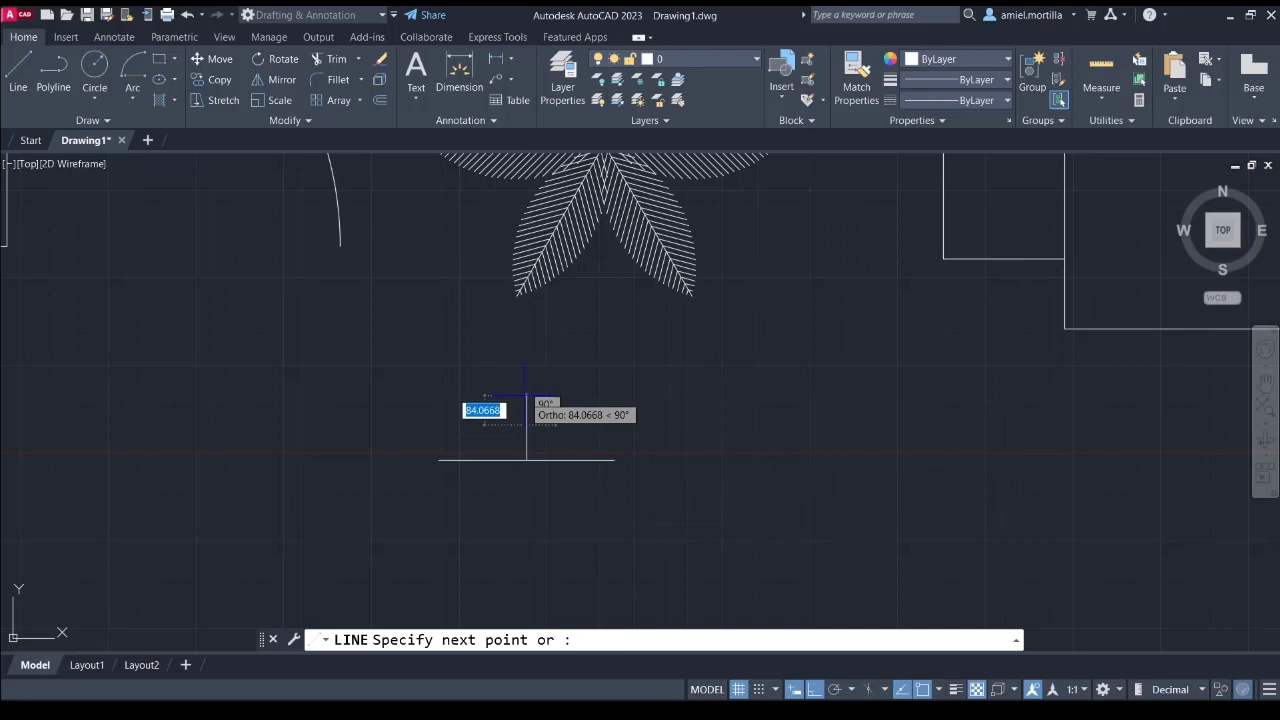 CAD
Drafting & Annotation
Share
Autodesk AutoCAD 2023 Drawing1.dwg
Type a keyword or phrase
amiel.mortilla
Home Insert Annotate Parametric View Manage Output Add-ins Collaborate Express Tools Featured Apps
Line
Polyline
Circle
Arc
Move
Rotate
Trim
Copy
Mirror
Fillet
Stretch
Scale
Array
Text
Dimension
Table
Layer
Properties
0
Insert
Match
Properties
ByLayer
ByLayer
ByLayer
Group
Measure
Paste
Base
Draw
Modify
Annotation
Layers
Block
Properties
Groups
Utilities
Clipboard
View
Start
Drawing1*
[−][Top][2D Wireframe]
N
W
TOP
E
S
WCS
84.0668
90°
Ortho: 84.0668 < 90°
Y
X
LINE Specify next point or :
Model Layout1 Layout2
MODEL
1:1
Decimal